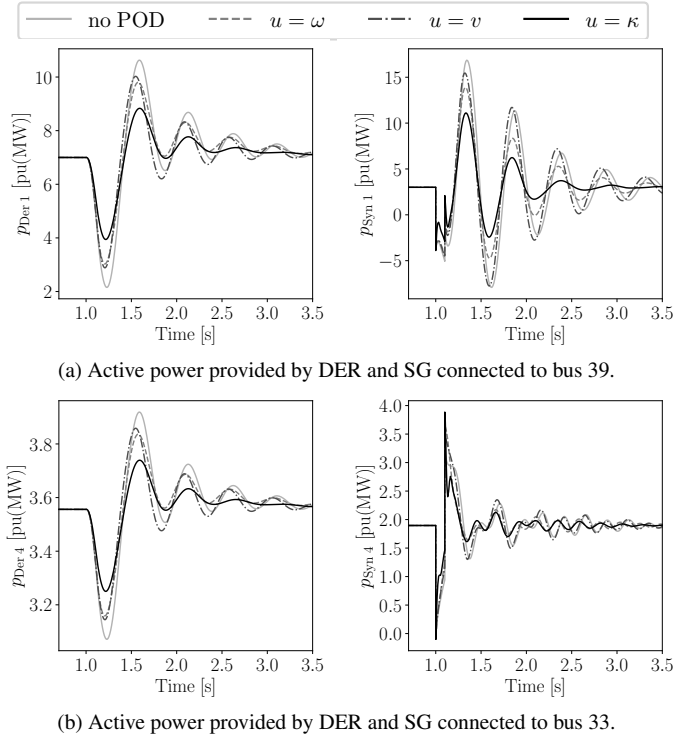 no POD  u = ω  u = v  u = κ
10
8
6
4
2
p_Der 1 [pu(MW)]
1.0 1.5 2.0 2.5 3.0 3.5
Time [s]
15
10
5
0
−5
p_Syn 1 [pu(MW)]
1.0 1.5 2.0 2.5 3.0 3.5
Time [s]
(a) Active power provided by DER and SG connected to bus 39.
3.8
3.6
3.4
3.2
p_Der 4 [pu(MW)]
1.0 1.5 2.0 2.5 3.0 3.5
Time [s]
4.0
3.5
3.0
2.5
2.0
1.5
1.0
0.5
0.0
p_Syn 4 [pu(MW)]
1.0 1.5 2.0 2.5 3.0 3.5
Time [s]
(b) Active power provided by DER and SG connected to bus 33.